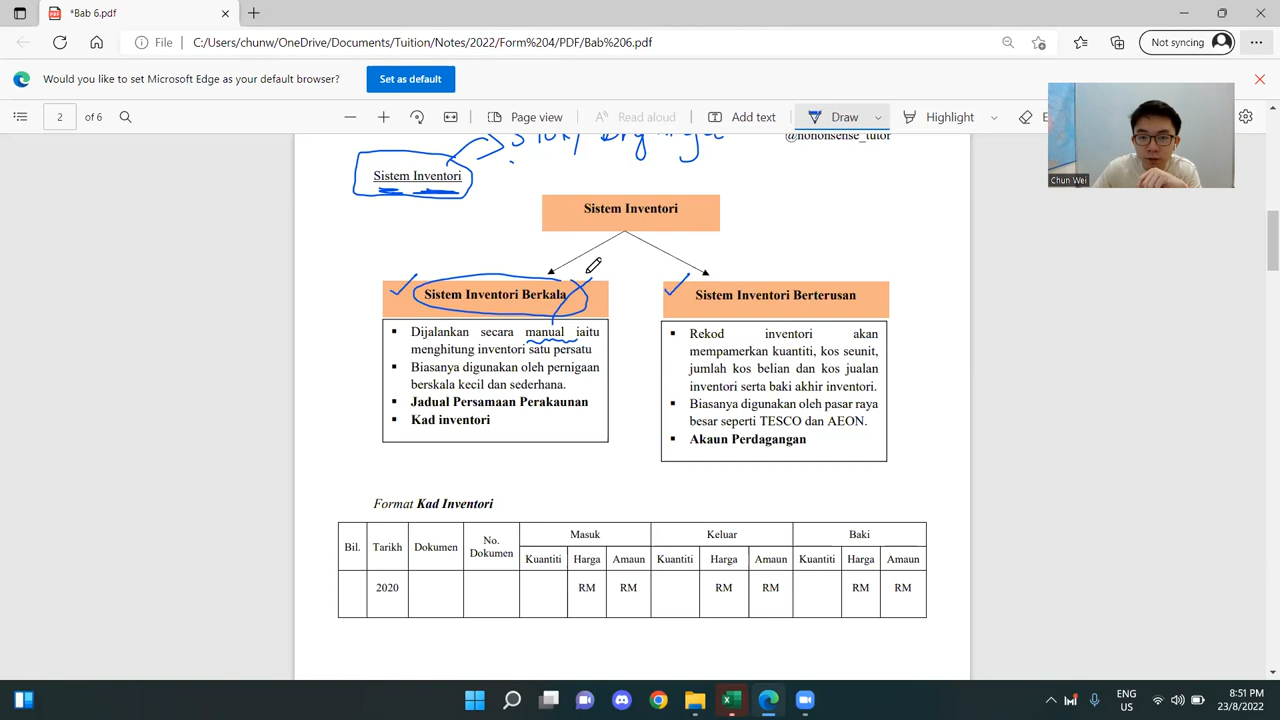 *Bab 6.pdf
File
C:/Users/chunw/OneDrive/Documents/Tuition/Notes/2022/Form%204/PDF/Bab%206.pdf
Not syncing
Would you like to set Microsoft Edge as your default browser?
Set as default
2 of 6
Page view
Read aloud
Add text
Draw
Highlight
E
@nononsense_tutor
Chun Wei
Sistem Inventori
Sistem Inventori
Sistem Inventori Berkala
Dijalankan secara manual iaitu
menghitung inventori satu persatu
Biasanya digunakan oleh pernigaan
berskala kecil dan sederhana.
Jadual Persamaan Perakaunan
Kad inventori
Sistem Inventori Berterusan
Rekod inventori akan
mempamerkan kuantiti, kos seunit,
jumlah kos belian dan kos jualan
inventori serta baki akhir inventori.
Biasanya digunakan oleh pasar raya
besar seperti TESCO dan AEON.
Akaun Perdagangan
Format Kad Inventori
Bil. Tarikh Dokumen No. Dokumen Masuk Keluar Baki
Kuantiti Harga Amaun Kuantiti Harga Amaun Kuantiti Harga Amaun
2020 RM RM RM RM RM RM
ENG
US
8:51 PM
23/8/2022